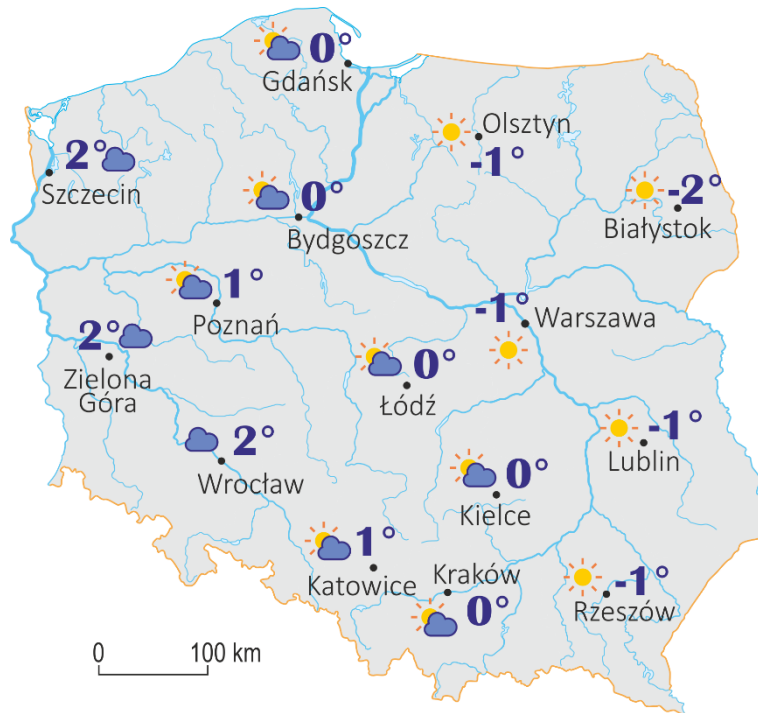 0°
Gdańsk
Olsztyn
-1°
2°
Szczecin
0°
Bydgoszcz
-2°
Białystok
1°
Poznań
-1°
Warszawa
2°
Zielona
Góra
0°
Łódź
2°
Wrocław
-1°
Lublin
0°
Kielce
1°
Katowice
Kraków
0°
-1°
Rzeszów
0 100 km